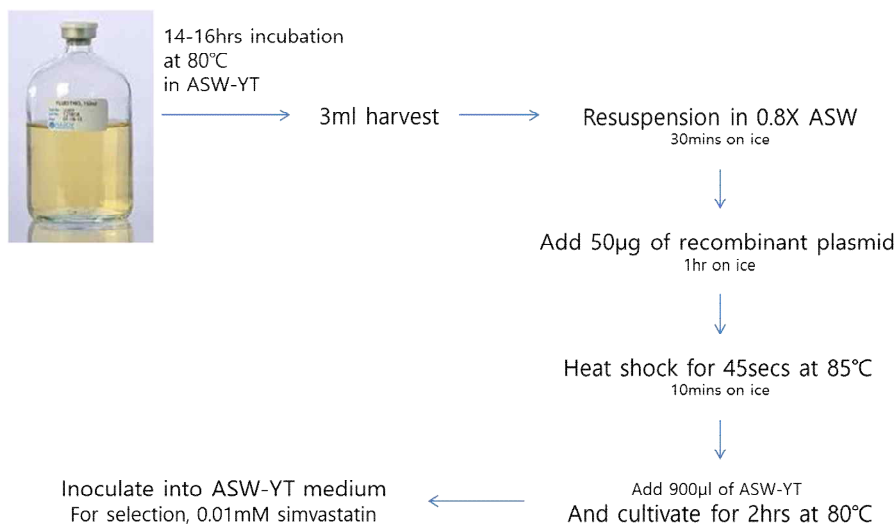 14-16hrs incubation
at 80℃
in ASW-YT
3ml harvest
Resuspension in 0.8X ASW
30mins on ice
Add 50µg of recombinant plasmid
1hr on ice
Heat shock for 45secs at 85℃
10mins on ice
Add 900µl of ASW-YT
And cultivate for 2hrs at 80℃
Inoculate into ASW-YT medium
For selection, 0.01mM simvastatin